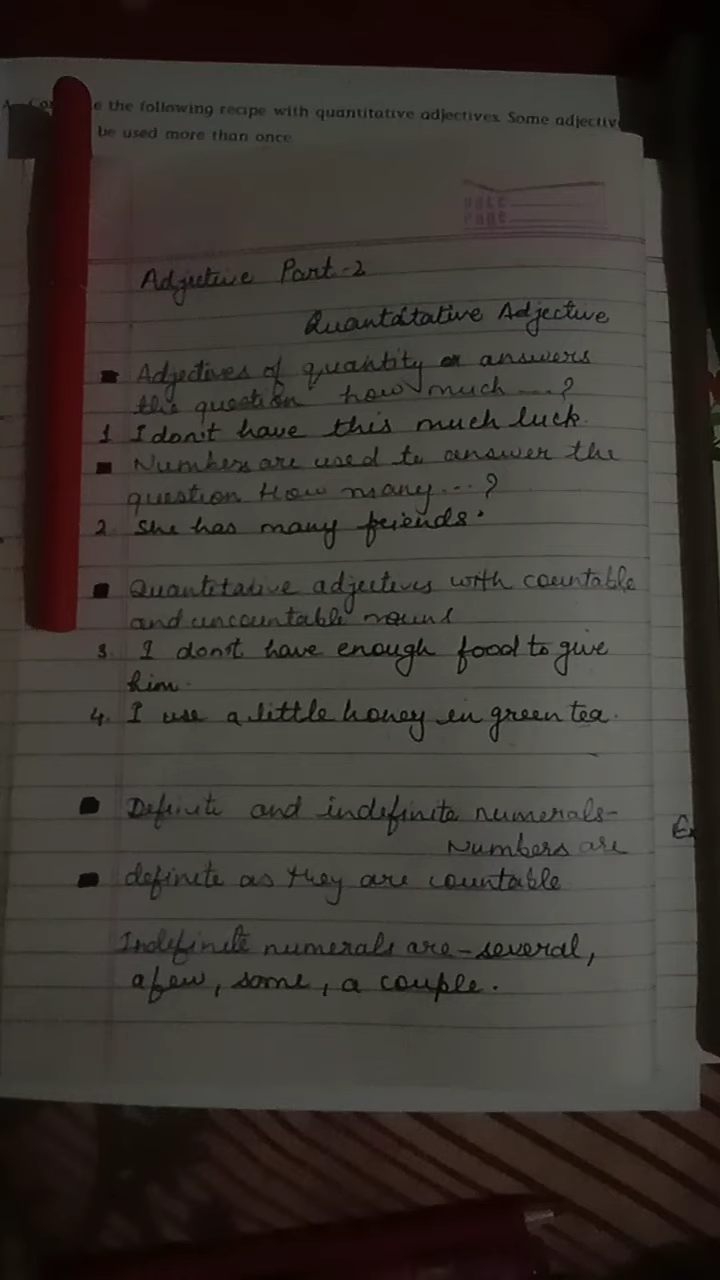 the following recipe with quantitative adjectives. Some
be used more than once
DATE
PAGE
Adjective Part-2
Quantitative Adjective
Adjectives of quantity or answers
the question how much ....?
1. I don't have this much luck.
Numbers are used to answer the
question How many...?
2. She has many friends.
Quantitative adjectives with countable
and uncountable nouns
3. I don't have enough food to give
him.
4. I use a little honey in green tea.
Definite and indefinite numerals-
Numbers are
definite as they are countable
Indefinite numerals are - several,
a few, some, a couple.